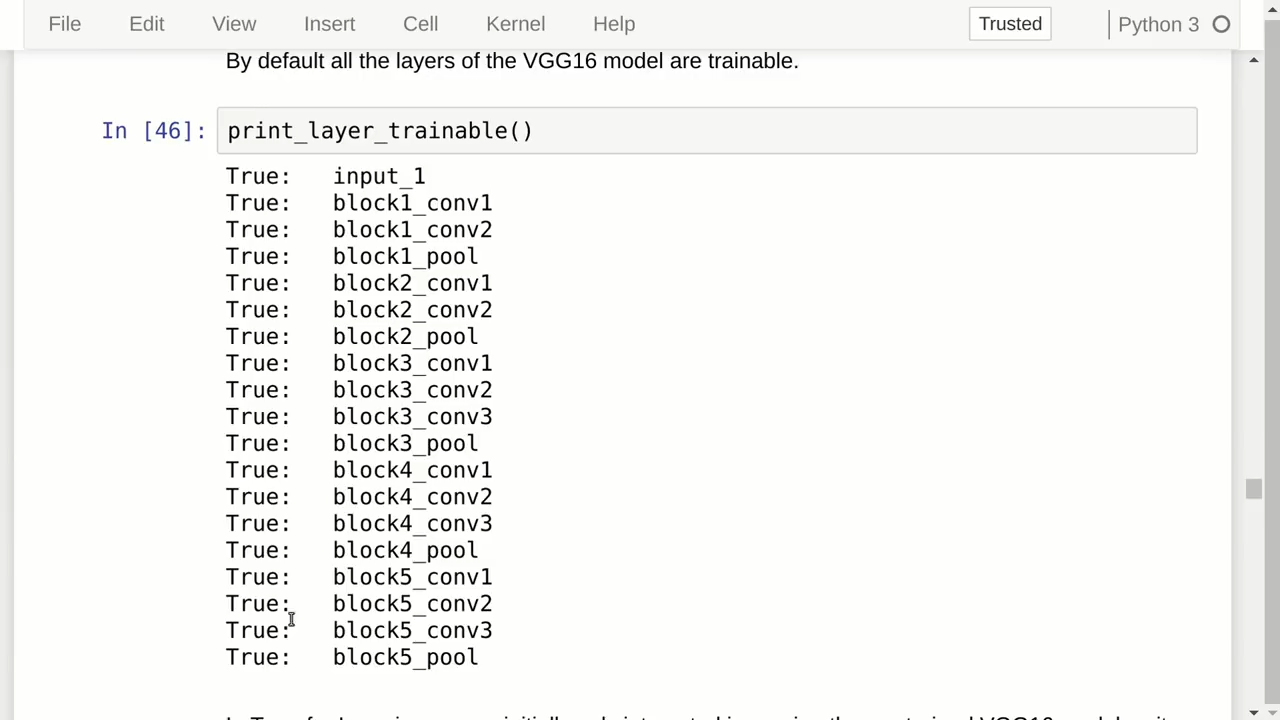 File Edit View Insert Cell Kernel Help Trusted Python 3
By default all the layers of the VGG16 model are trainable.
In [46]: print_layer_trainable()
True: input_1
True: block1_conv1
True: block1_conv2
True: block1_pool
True: block2_conv1
True: block2_conv2
True: block2_pool
True: block3_conv1
True: block3_conv2
True: block3_conv3
True: block3_pool
True: block4_conv1
True: block4_conv2
True: block4_conv3
True: block4_pool
True: block5_conv1
True: block5_conv2
True: block5_conv3
True: block5_pool